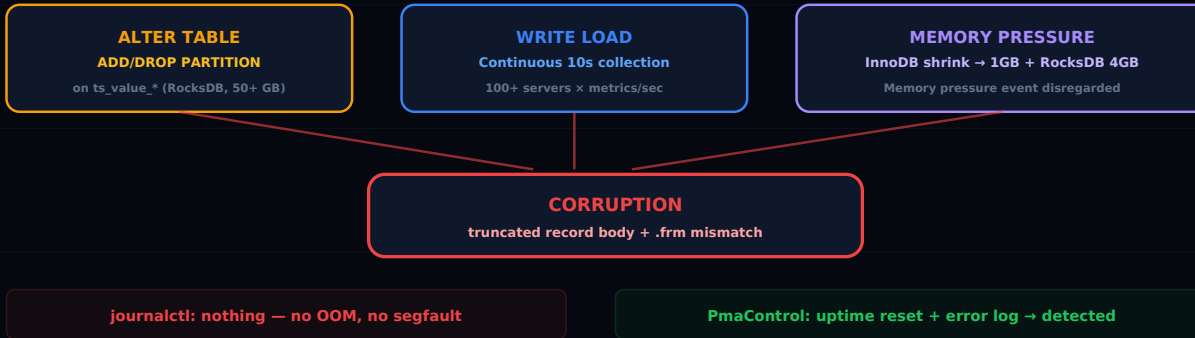 ALTER TABLE
ADD/DROP PARTITION
on ts_value_* (RocksDB, 50+ GB)
WRITE LOAD
Continuous 10s collection
100+ servers × metrics/sec
MEMORY PRESSURE
InnoDB shrink → 1GB + RocksDB 4GB
Memory pressure event disregarded
CORRUPTION
truncated record body + .frm mismatch
journalctl: nothing — no OOM, no segfault
PmaControl: uptime reset + error log → detected